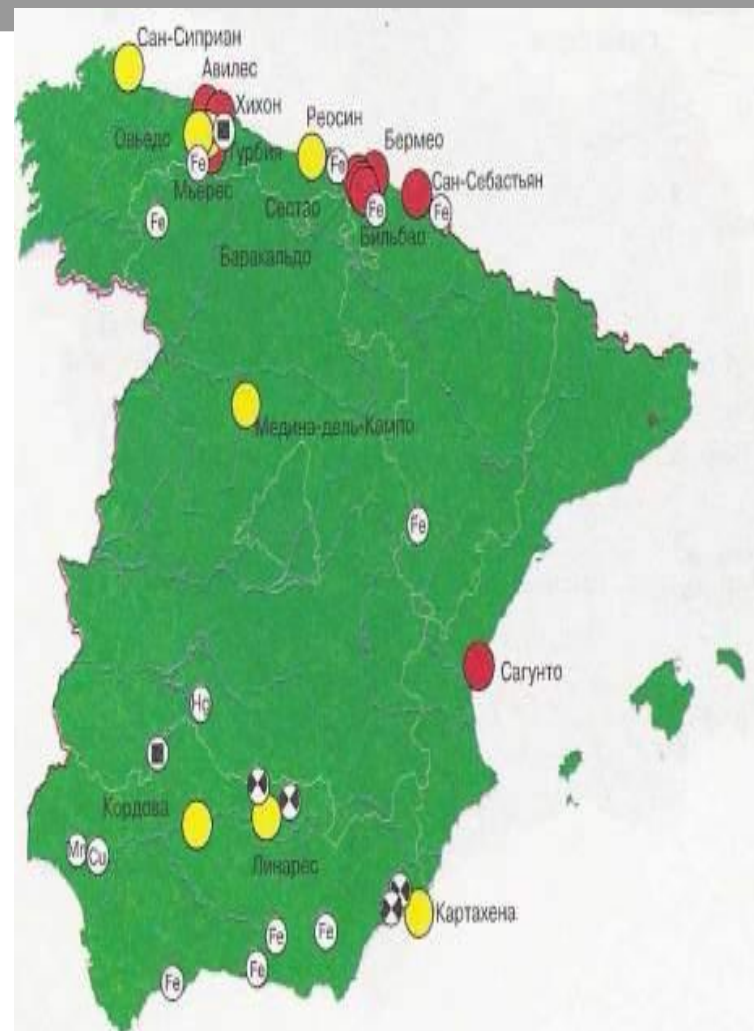 Сан-Сиприан
Авилес
Хихон
Овьедо
Реосин
Fe
Бермео
Fe
Турбия
Мьерес
Сан-Себастьян
Fe
Сестао
Fe
Fe
Бильбао
Баракальдо
Медина-дель-Кампо
Fe
Сагунто
Hg
Кордова
Mn
Cu
Линарес
Картахена
Fe
Fe
Fe
Fe